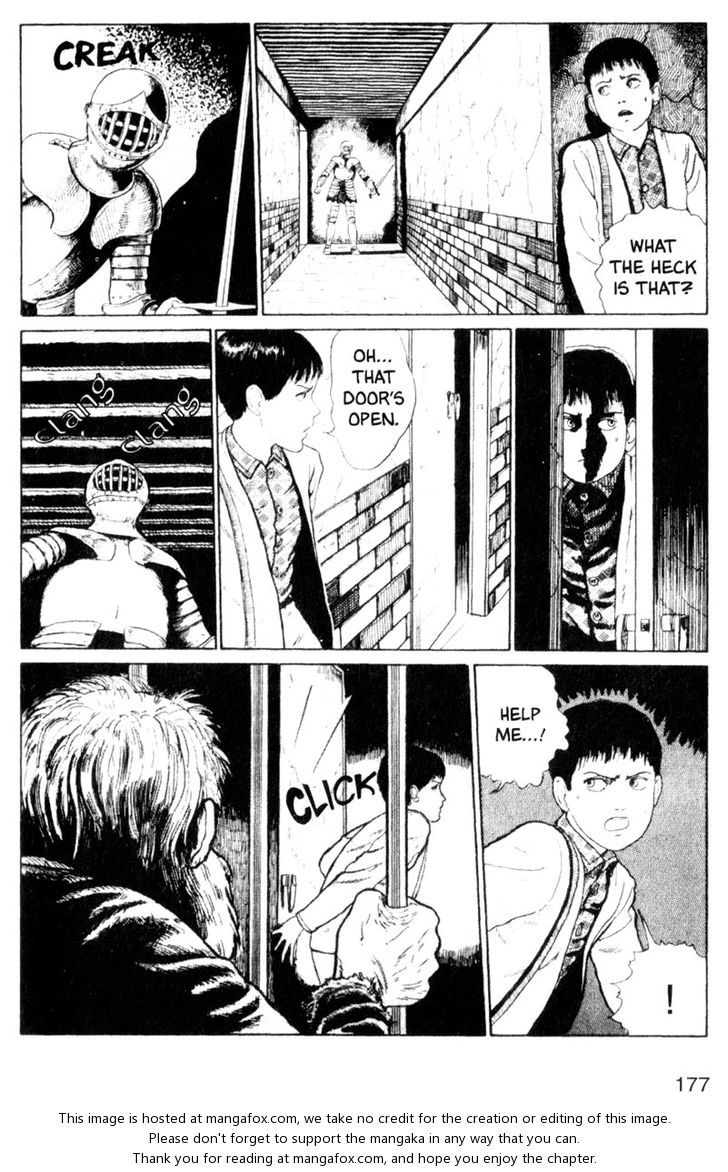 CREAK
WHAT
THE HECK
IS THAT?
clang
clang
OH...
THAT
DOOR'S
OPEN.
CLICK
HELP
ME...!
!
177
This image is hosted at mangafox.com, we take no credit for the creation or editing of this image.
Please don't forget to support the mangaka in any way that you can.
Thank you for reading at mangafox.com, and hope you enjoy the chapter.